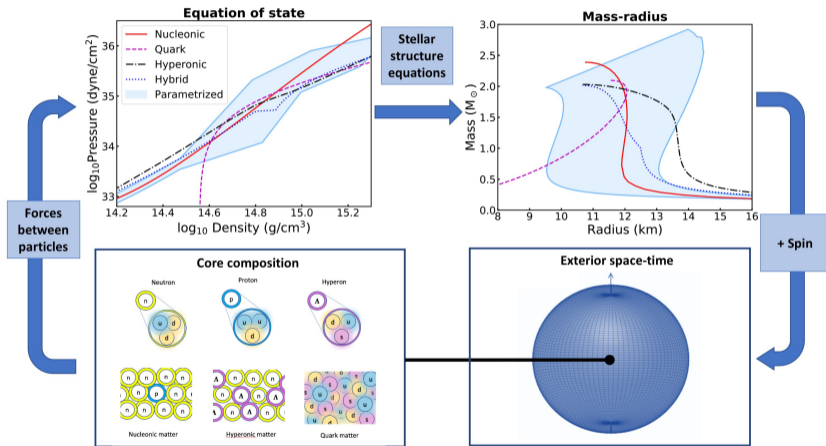 Equation of state
log₁₀Pressure (dyne/cm²)
36
35
34
33
Nucleonic
Quark
Hyperonic
Hybrid
Parametrized
14.2 14.4 14.6 14.8 15.0 15.2
log₁₀ Density (g/cm³)
Stellar
structure
equations
Mass-radius
Mass (M⊙)
3.0
2.5
2.0
1.5
1.0
0.5
0.0
8 9 10 11 12 13 14 15 16
Radius (km)
Forces
between
particles
+ Spin
Core composition
Neutron
Proton
Hyperon
n
p
Λ
u d
d
u u
d
u d
s
n n n n
n p n
n n n n
Λ n n Λ
n Λ Λ n
n Λ n n
Nucleonic matter
Hyperonic matter
Quark matter
Exterior space-time